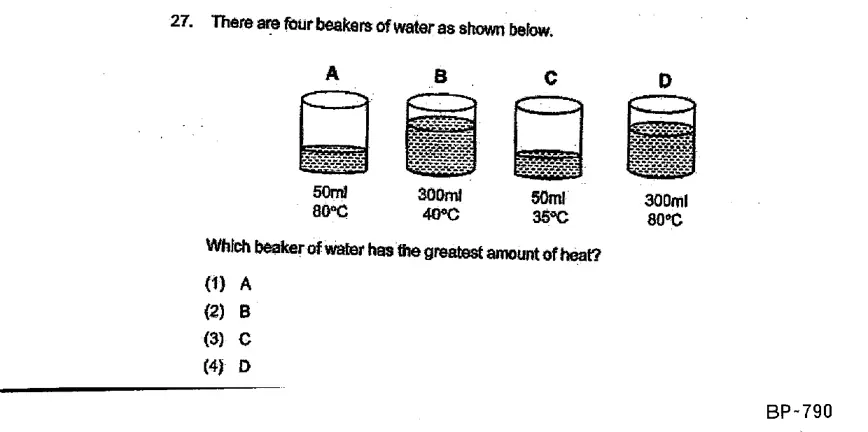 27. There are four beakers of water as shown below.
A B C D
50ml 300ml 50ml 300ml
80°C 40°C 35°C 80°C
Which beaker of water has the greatest amount of heat?
(1) A
(2) B
(3) C
(4) D
BP-790